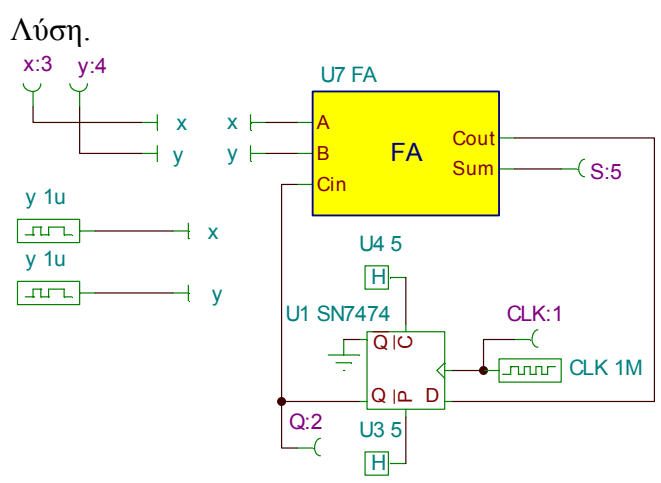 Λύση.
x:3 y:4
U7 FA
x x A
y y B
FA
Cout
Sum
Cin
S:5
y 1u
x
y 1u
y
U4 5
H
U1 SN7474
CLK:1
Q C
CLK 1M
Q P D
Q:2
U3 5
H